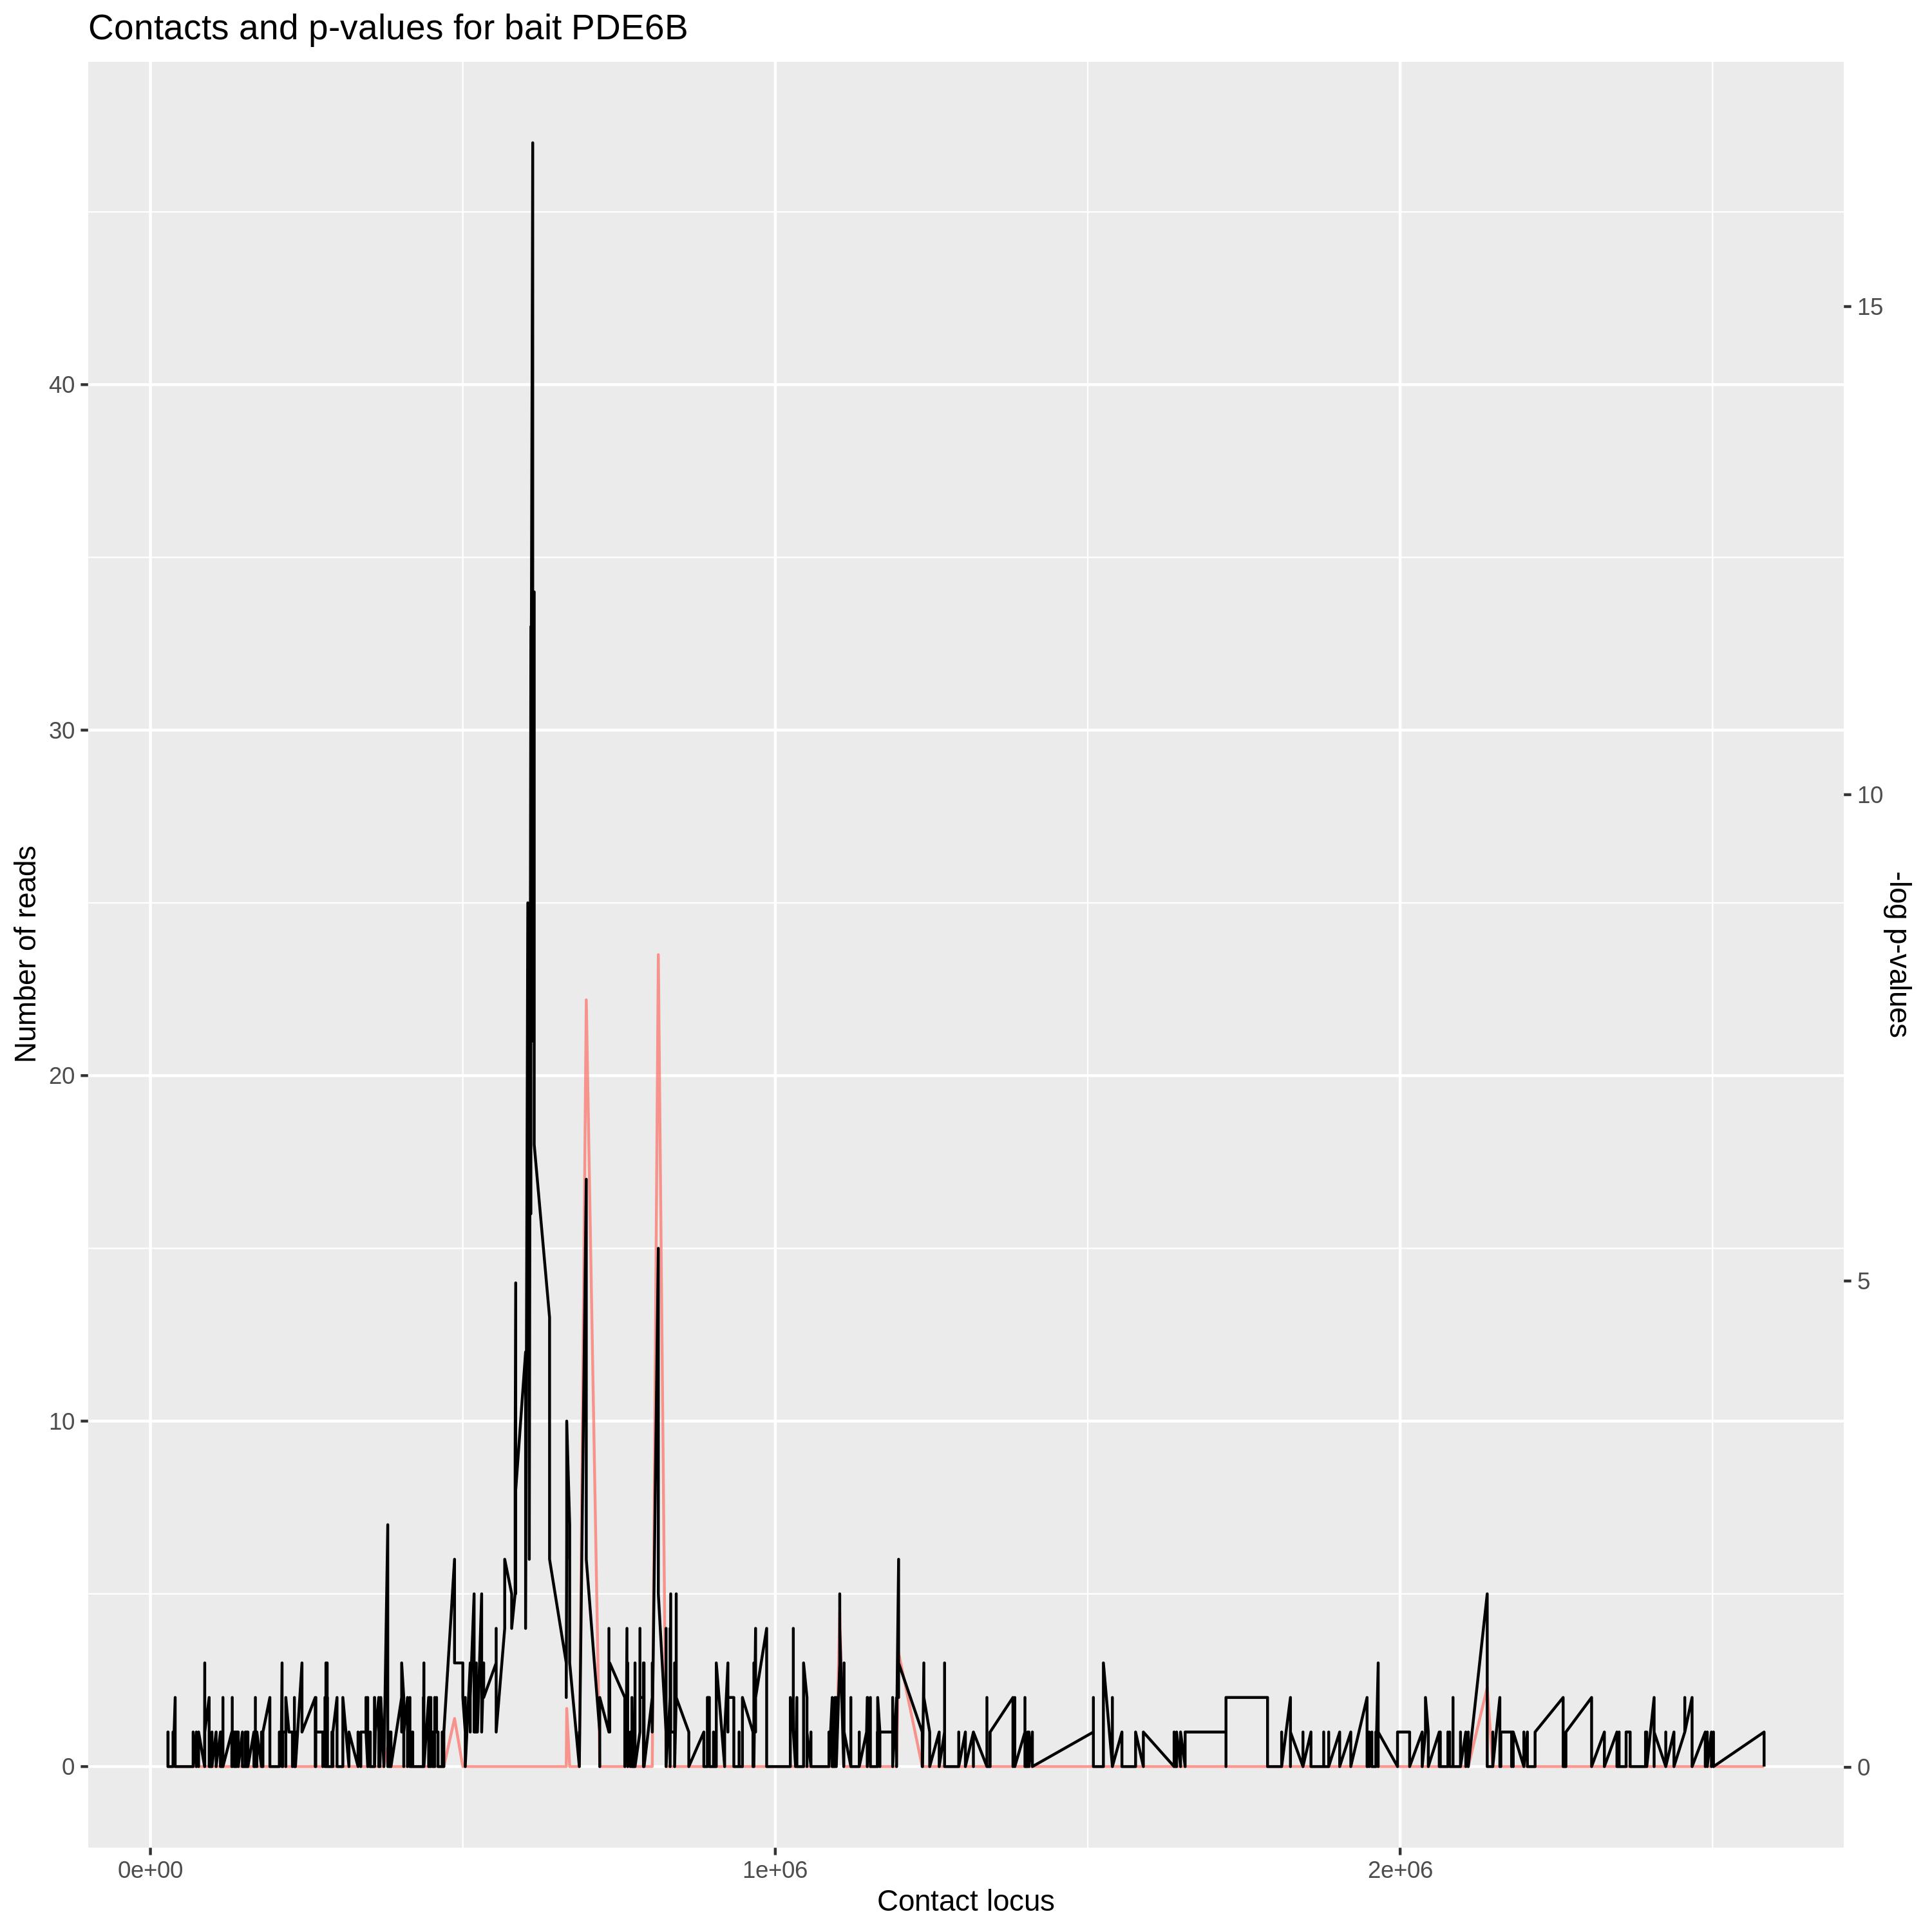 Contacts and p-values for bait PDE6B
Number of reads
40
30
20
10
0
15
10
5
0
-log p-values
0e+00
1e+06
2e+06
Contact locus